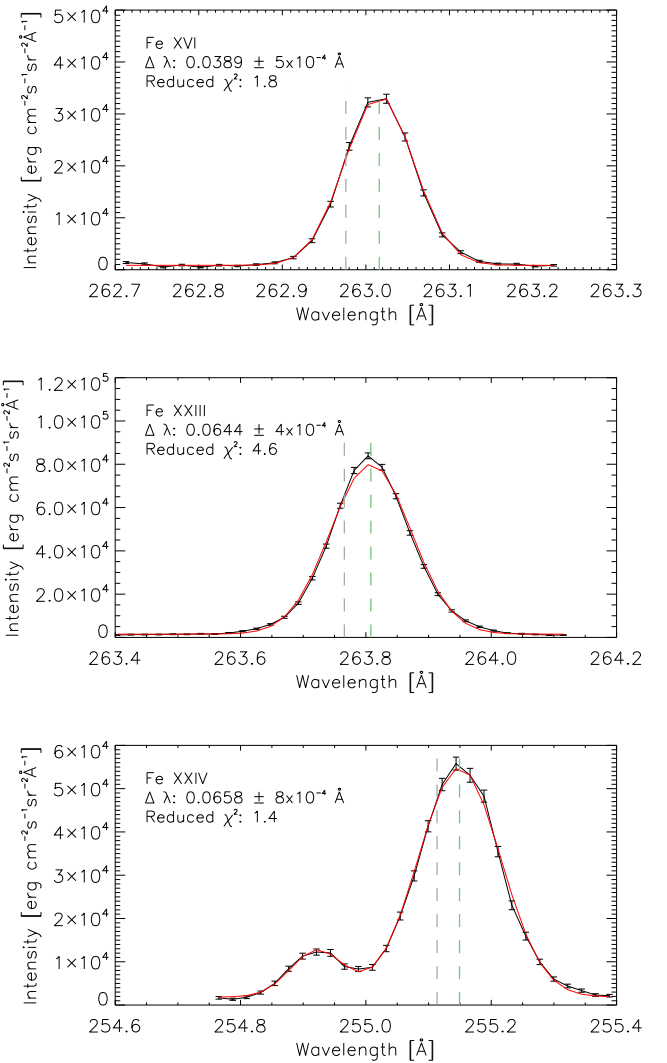 Fe XVI
Δ λ: 0.0389 ± 5x10⁻⁴ Å
Reduced χ²: 1.8
Intensity [erg cm⁻²s⁻¹sr⁻²Å⁻¹]
5×10⁴
4×10⁴
3×10⁴
2×10⁴
1×10⁴
0
262.7 262.8 262.9 263.0 263.1 263.2 263.3
Wavelength [Å]
Fe XXIII
Δ λ: 0.0644 ± 4x10⁻⁴ Å
Reduced χ²: 4.6
Intensity [erg cm⁻²s⁻¹sr⁻²Å⁻¹]
1.2×10⁵
1.0×10⁵
8.0×10⁴
6.0×10⁴
4.0×10⁴
2.0×10⁴
0
263.4 263.6 263.8 264.0 264.2
Wavelength [Å]
Fe XXIV
Δ λ: 0.0658 ± 8x10⁻⁴ Å
Reduced χ²: 1.4
Intensity [erg cm⁻²s⁻¹sr⁻²Å⁻¹]
6×10⁴
5×10⁴
4×10⁴
3×10⁴
2×10⁴
1×10⁴
0
254.6 254.8 255.0 255.2 255.4
Wavelength [Å]